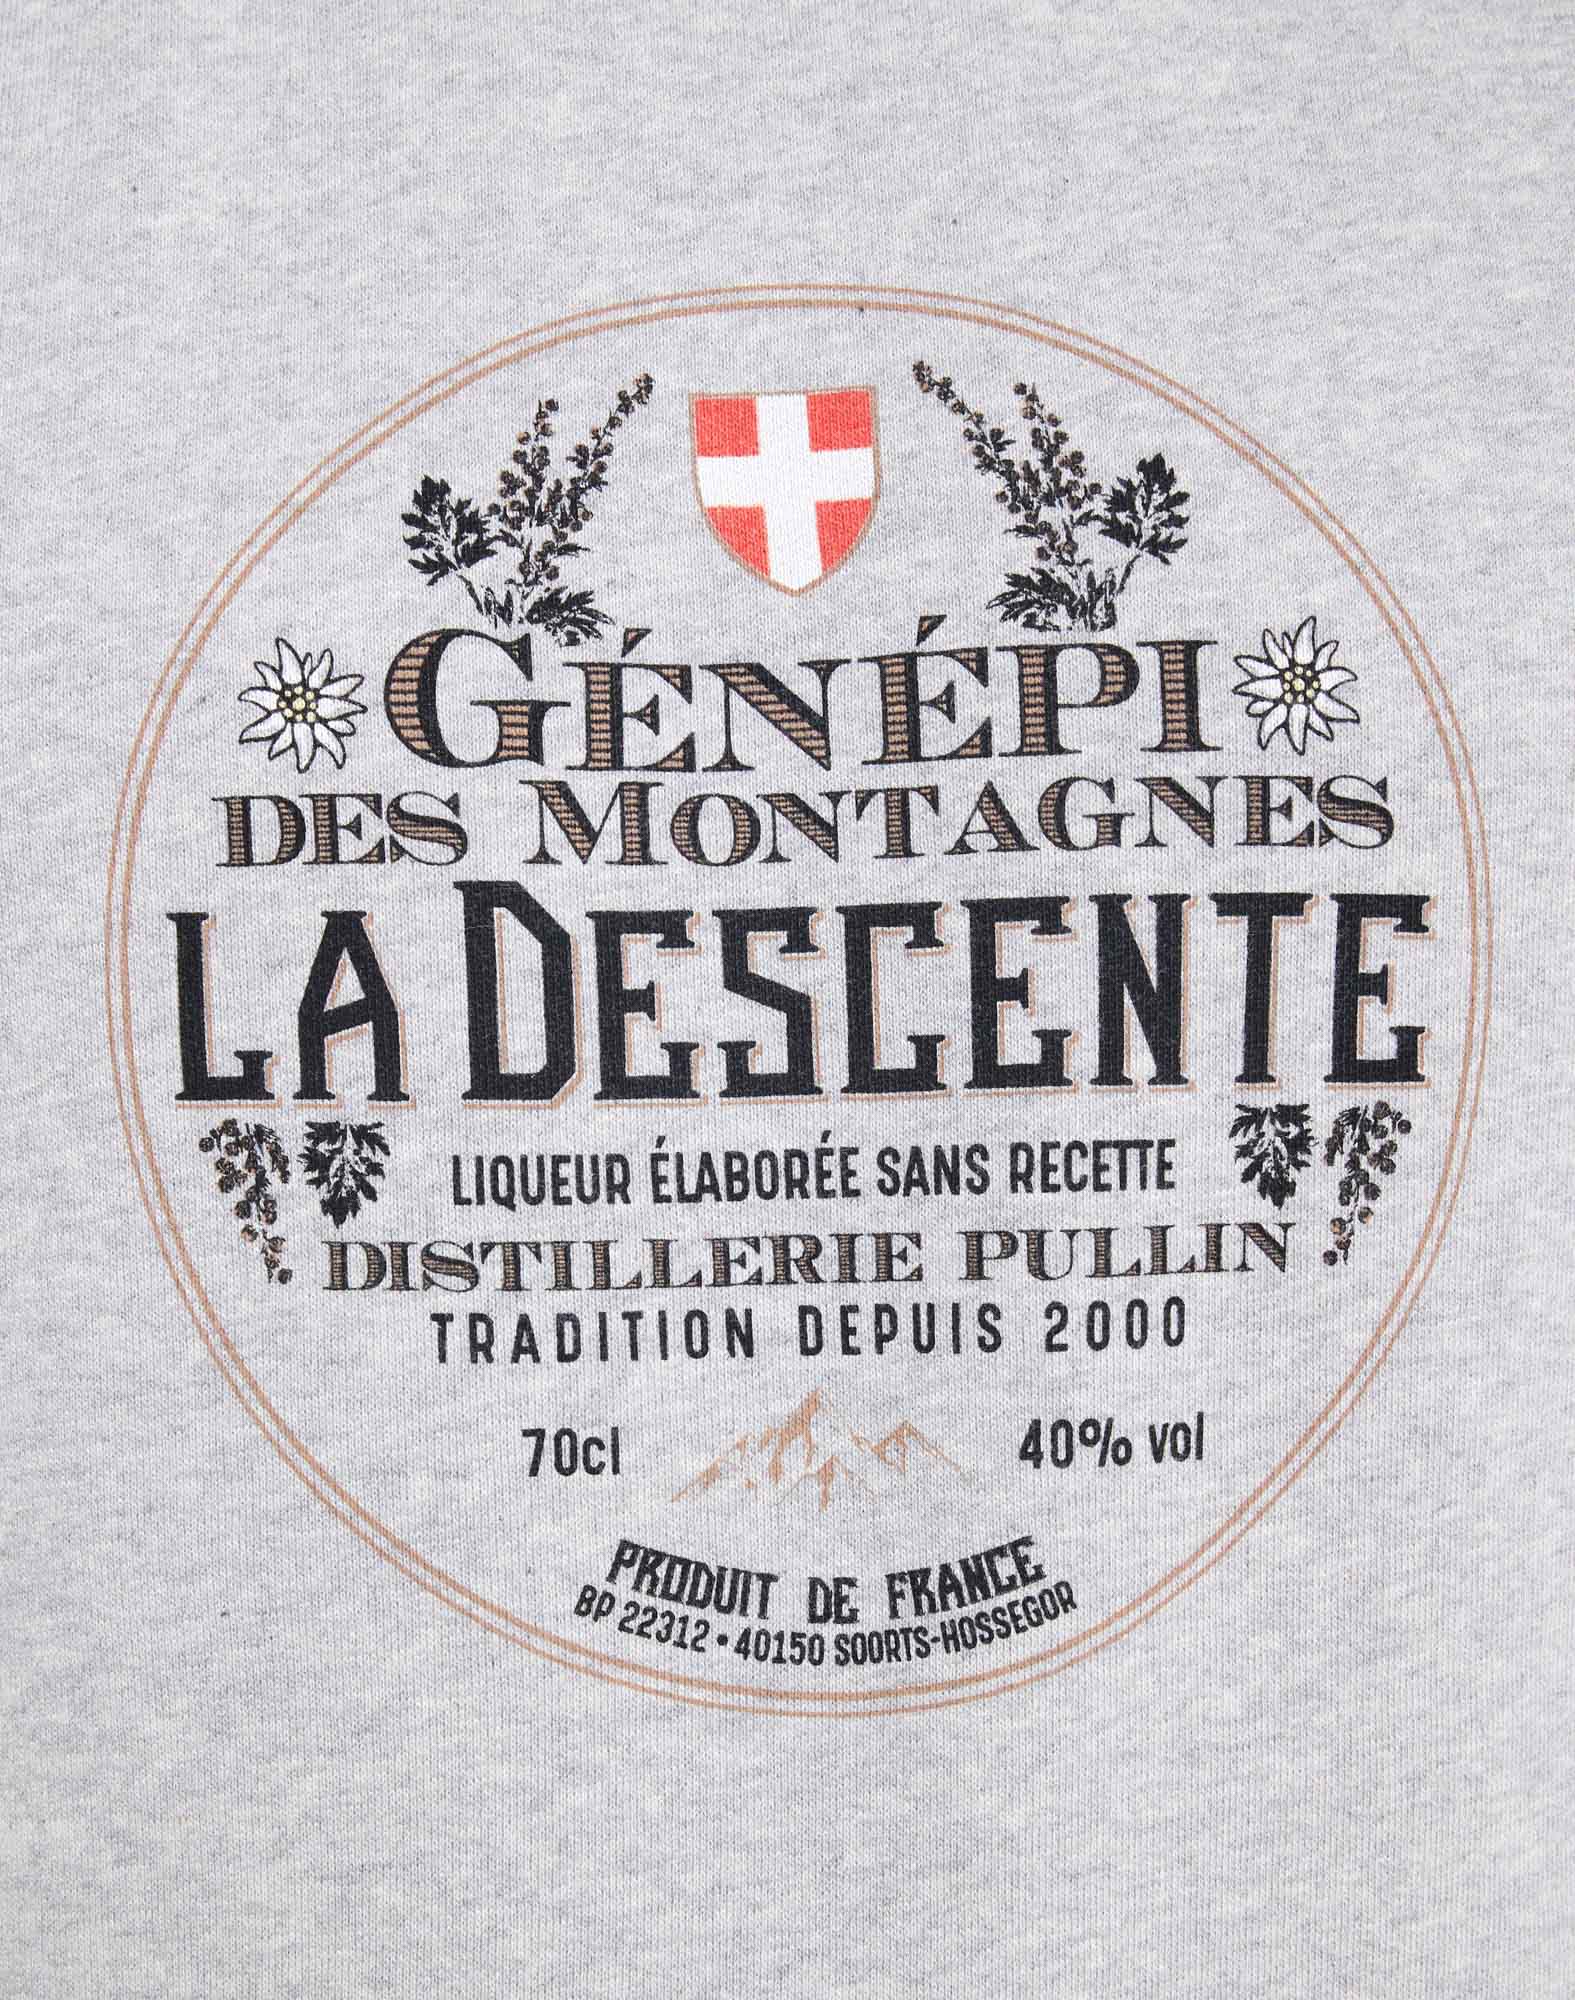 GÉNÉPI
DES MONTAGNES
LA DESCENTE
LIQUEUR ÉLABORÉE SANS RECETTE
DISTILLERIE PULLIN
TRADITION DEPUIS 2000
70cl 40% vol
PRODUIT DE FRANCE
BP 22312 • 40150 SOORTS-HOSSEGOR